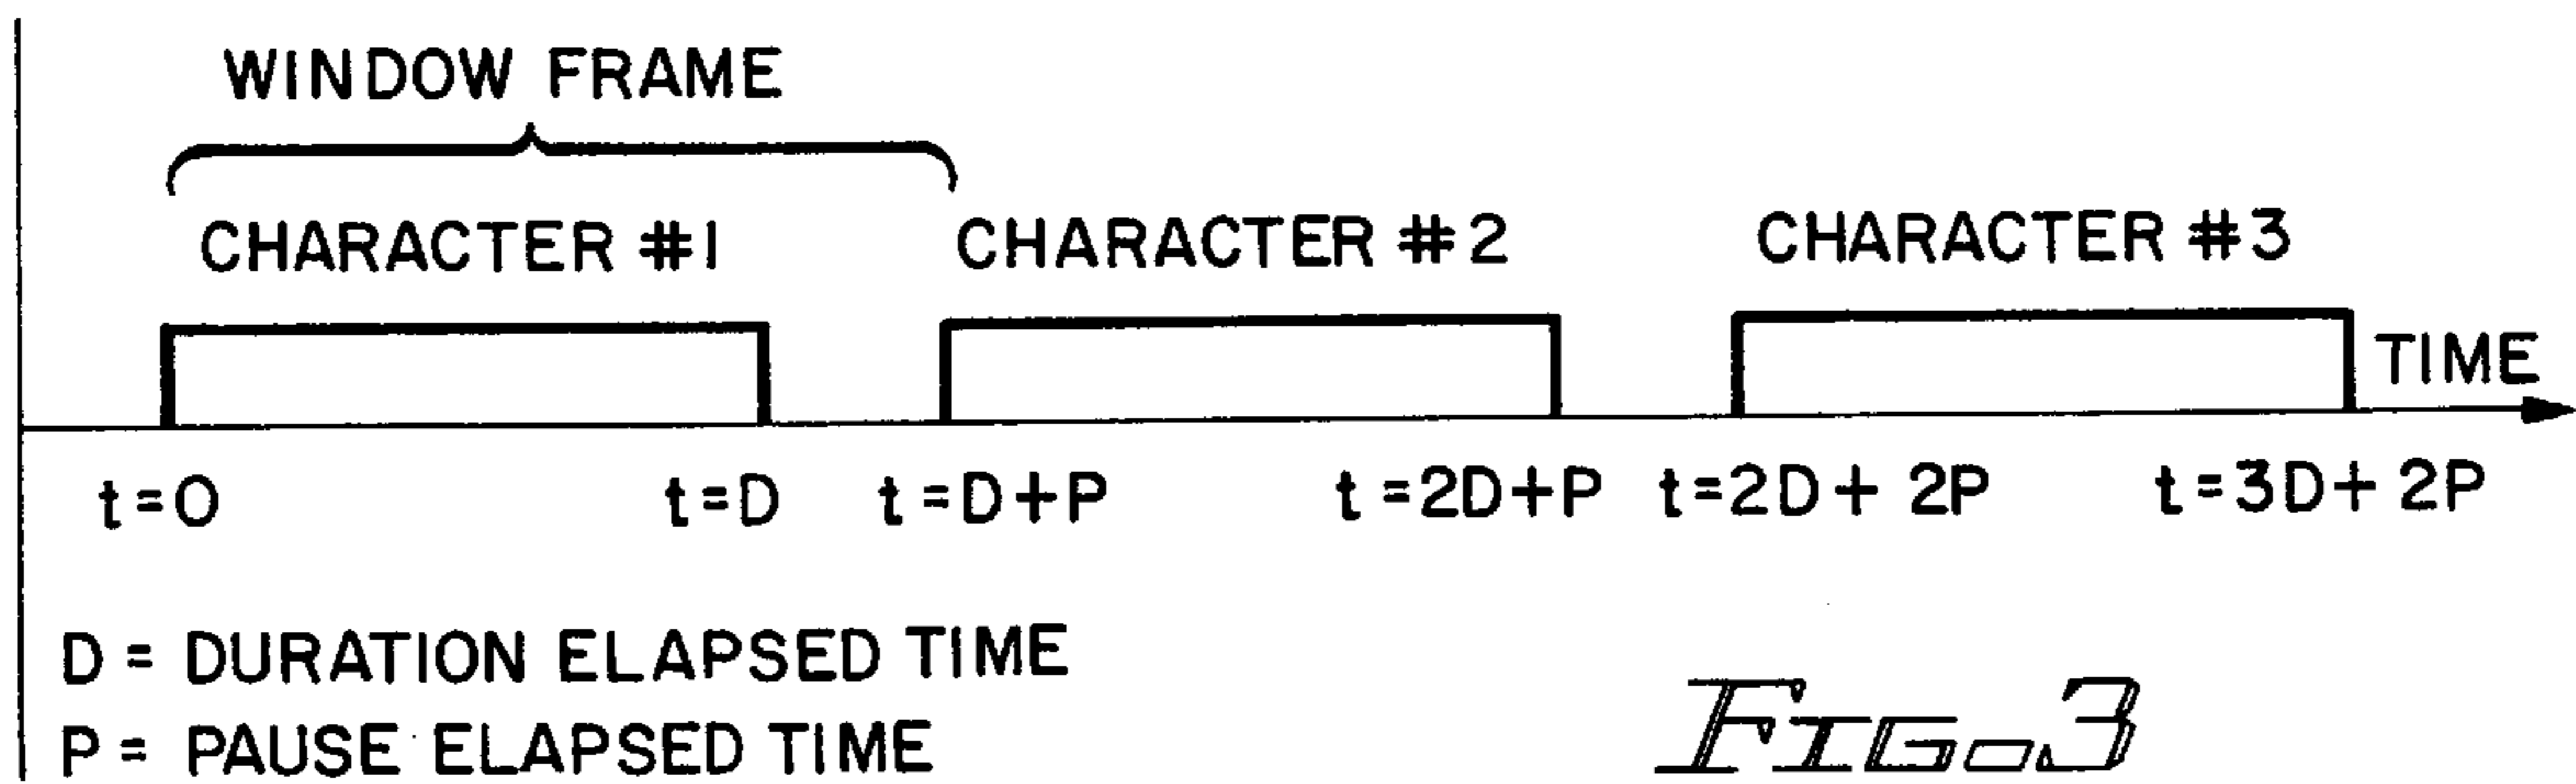 WINDOW FRAME
CHARACTER #1 CHARACTER #2 CHARACTER #3
TIME
t=0 t=D t=D+P t=2D+P t=2D+2P t=3D+2P
D = DURATION ELAPSED TIME
P = PAUSE ELAPSED TIME
FIG. 3